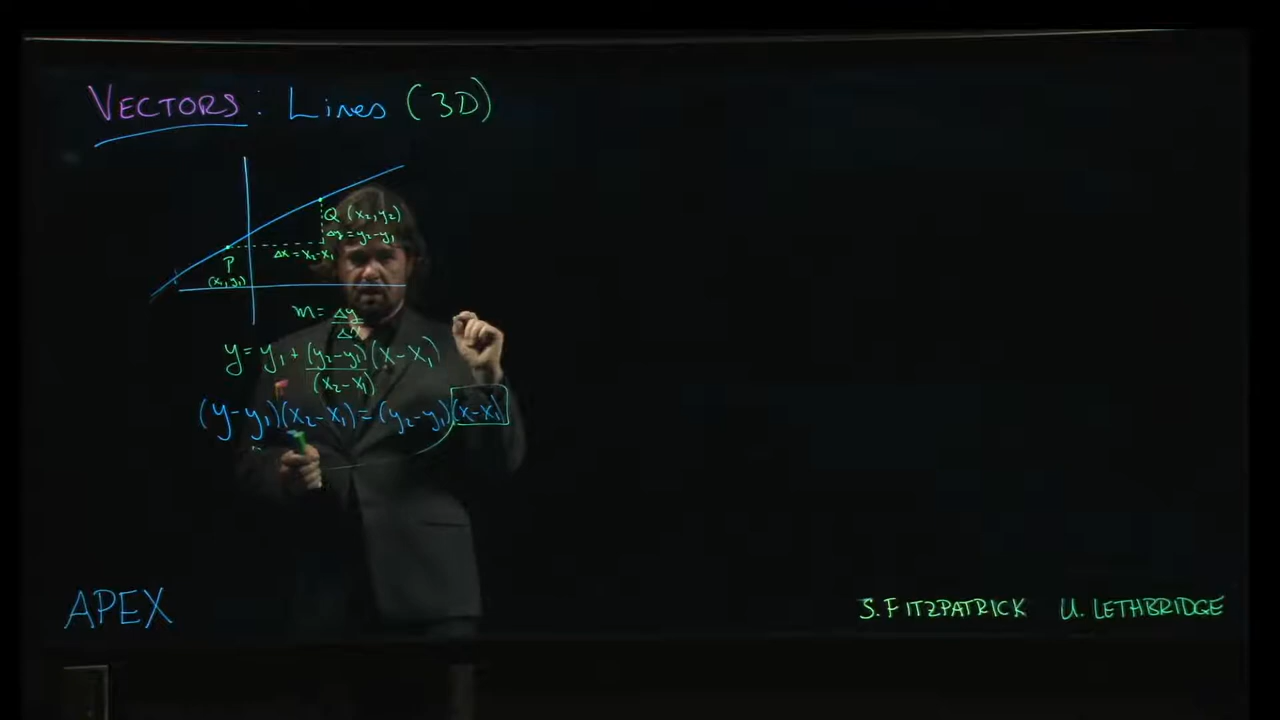 VECTORS: Lines (3D)
Q (x₂, y₂)
Δy = y₂-y₁
Δx = x₂-x₁
P
(x₁, y₁)
m = Δy/Δx
y = y₁ + (y₂-y₁)/(x₂-x₁) (x-x₁)
(y-y₁)(x₂-x₁) = (y₂-y₁)(x-x₁)
APEX
S. FITZPATRICK U. LETHBRIDGE